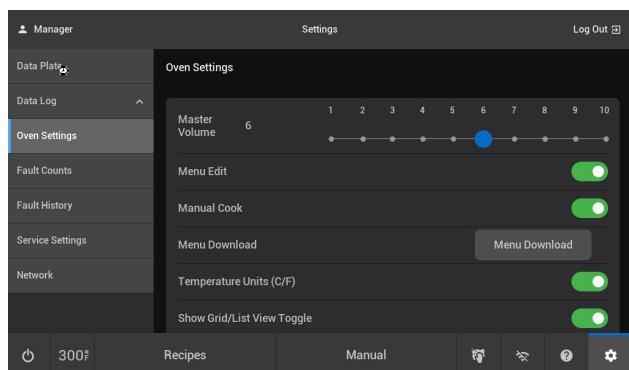 Manager
Settings
Log Out
Data Plate
Data Log
Oven Settings
Fault Counts
Fault History
Service Settings
Network
Oven Settings
Master Volume
6
1 2 3 4 5 6 7 8 9 10
Menu Edit
Manual Cook
Menu Download
Menu Download
Temperature Units (C/F)
Show Grid/List View Toggle
300°F
Recipes
Manual